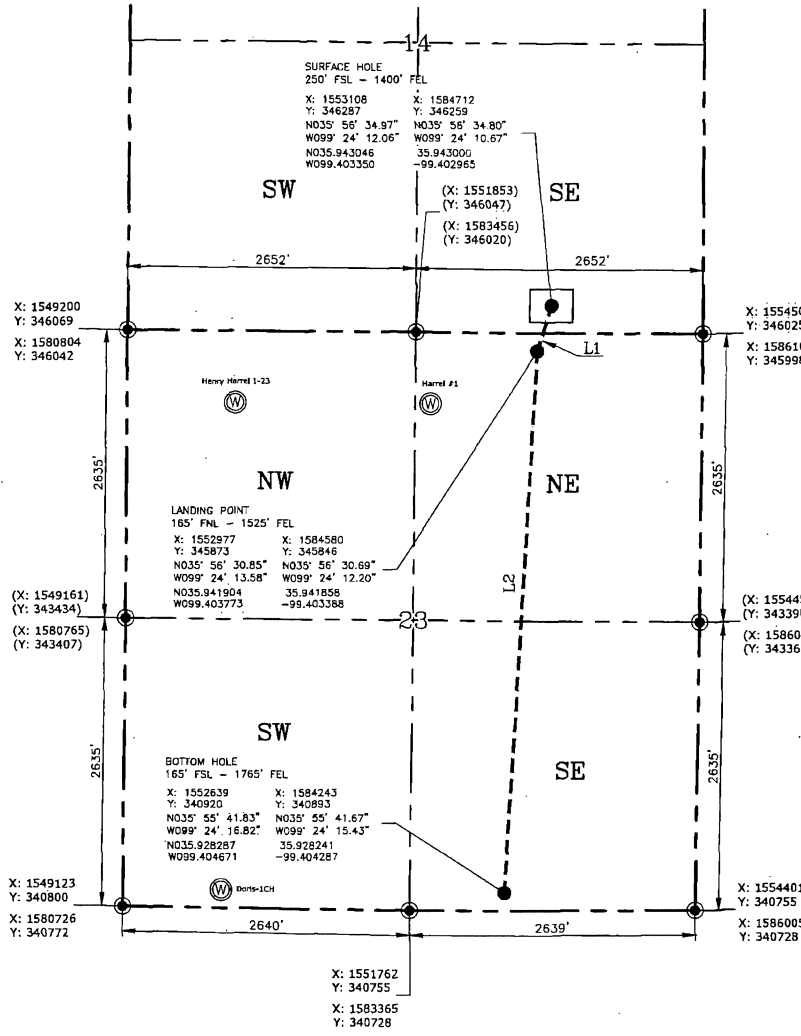 14
SURFACE HOLE
250' FSL - 1400' FEL
X: 1553108 X: 1584712
Y: 346287 Y: 346259
N035° 56' 34.97" N035° 56' 34.80"
W099° 24' 12.06" W099° 24' 10.67"
N035.943046 35.943000
W099.403350 -99.402965
SW SE
(X: 1551853)
(Y: 346047)
(X: 1583456)
(Y: 346020)
2652' 2652'
X: 1549200
Y: 346069
X: 1580804
Y: 346042
Y: 346025
L1
Henry Harrel 1-23
Harrel #1
W W
2635' 2635'
NW NE
LANDING POINT
165' FNL - 1525' FEL
X: 1552977 X: 1584580
Y: 345873 Y: 345846
N035° 56' 30.85" N035° 56' 30.69"
W099° 24' 13.58" W099° 24' 12.20"
N035.941904 35.941858
W099.403773 -99.403388
L2
(X: 1549161)
(Y: 343434)
(X: 1580765)
(Y: 343407)
23
SW SE
2635' 2635'
BOTTOM HOLE
165' FSL - 1765' FEL
X: 1552639 X: 1584243
Y: 340920 Y: 340893
N035° 55' 41.83" N035° 55' 41.67"
W099° 24' 16.82" W099° 24' 15.43"
N035.928287 35.928241
W099.404671 -99.404287
X: 1549123
Y: 340800
X: 1580726
Y: 340772
W Doris-1CH
X: 1554401
Y: 340755
X: 1586005
Y: 340728
2640' 2639'
X: 1551762
Y: 340755
X: 1583365
Y: 340728